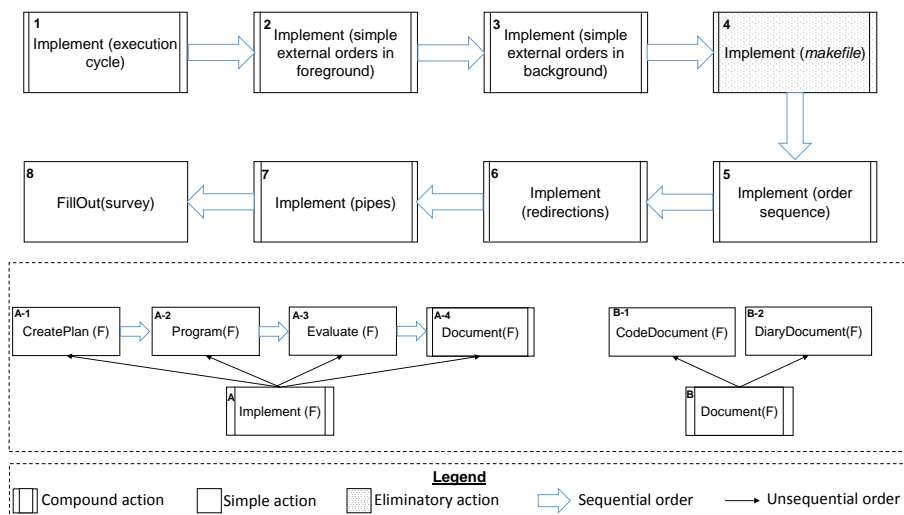 1
Implement (execution
cycle)
2
Implement (simple
external orders in
foreground)
3
Implement (simple
external orders in
background)
4
Implement (makefile)
8
FillOut(survey)
7
Implement (pipes)
6
Implement
(redirections)
5
Implement (order
sequence)
A-1
CreatePlan (F)
A-2
Program(F)
A-3
Evaluate (F)
A-4
Document(F)
B-1
CodeDocument (F)
B-2
DiaryDocument(F)
A
Implement (F)
B
Document(F)
Legend
Compound action
Simple action
Eliminatory action
Sequential order
Unsequential order